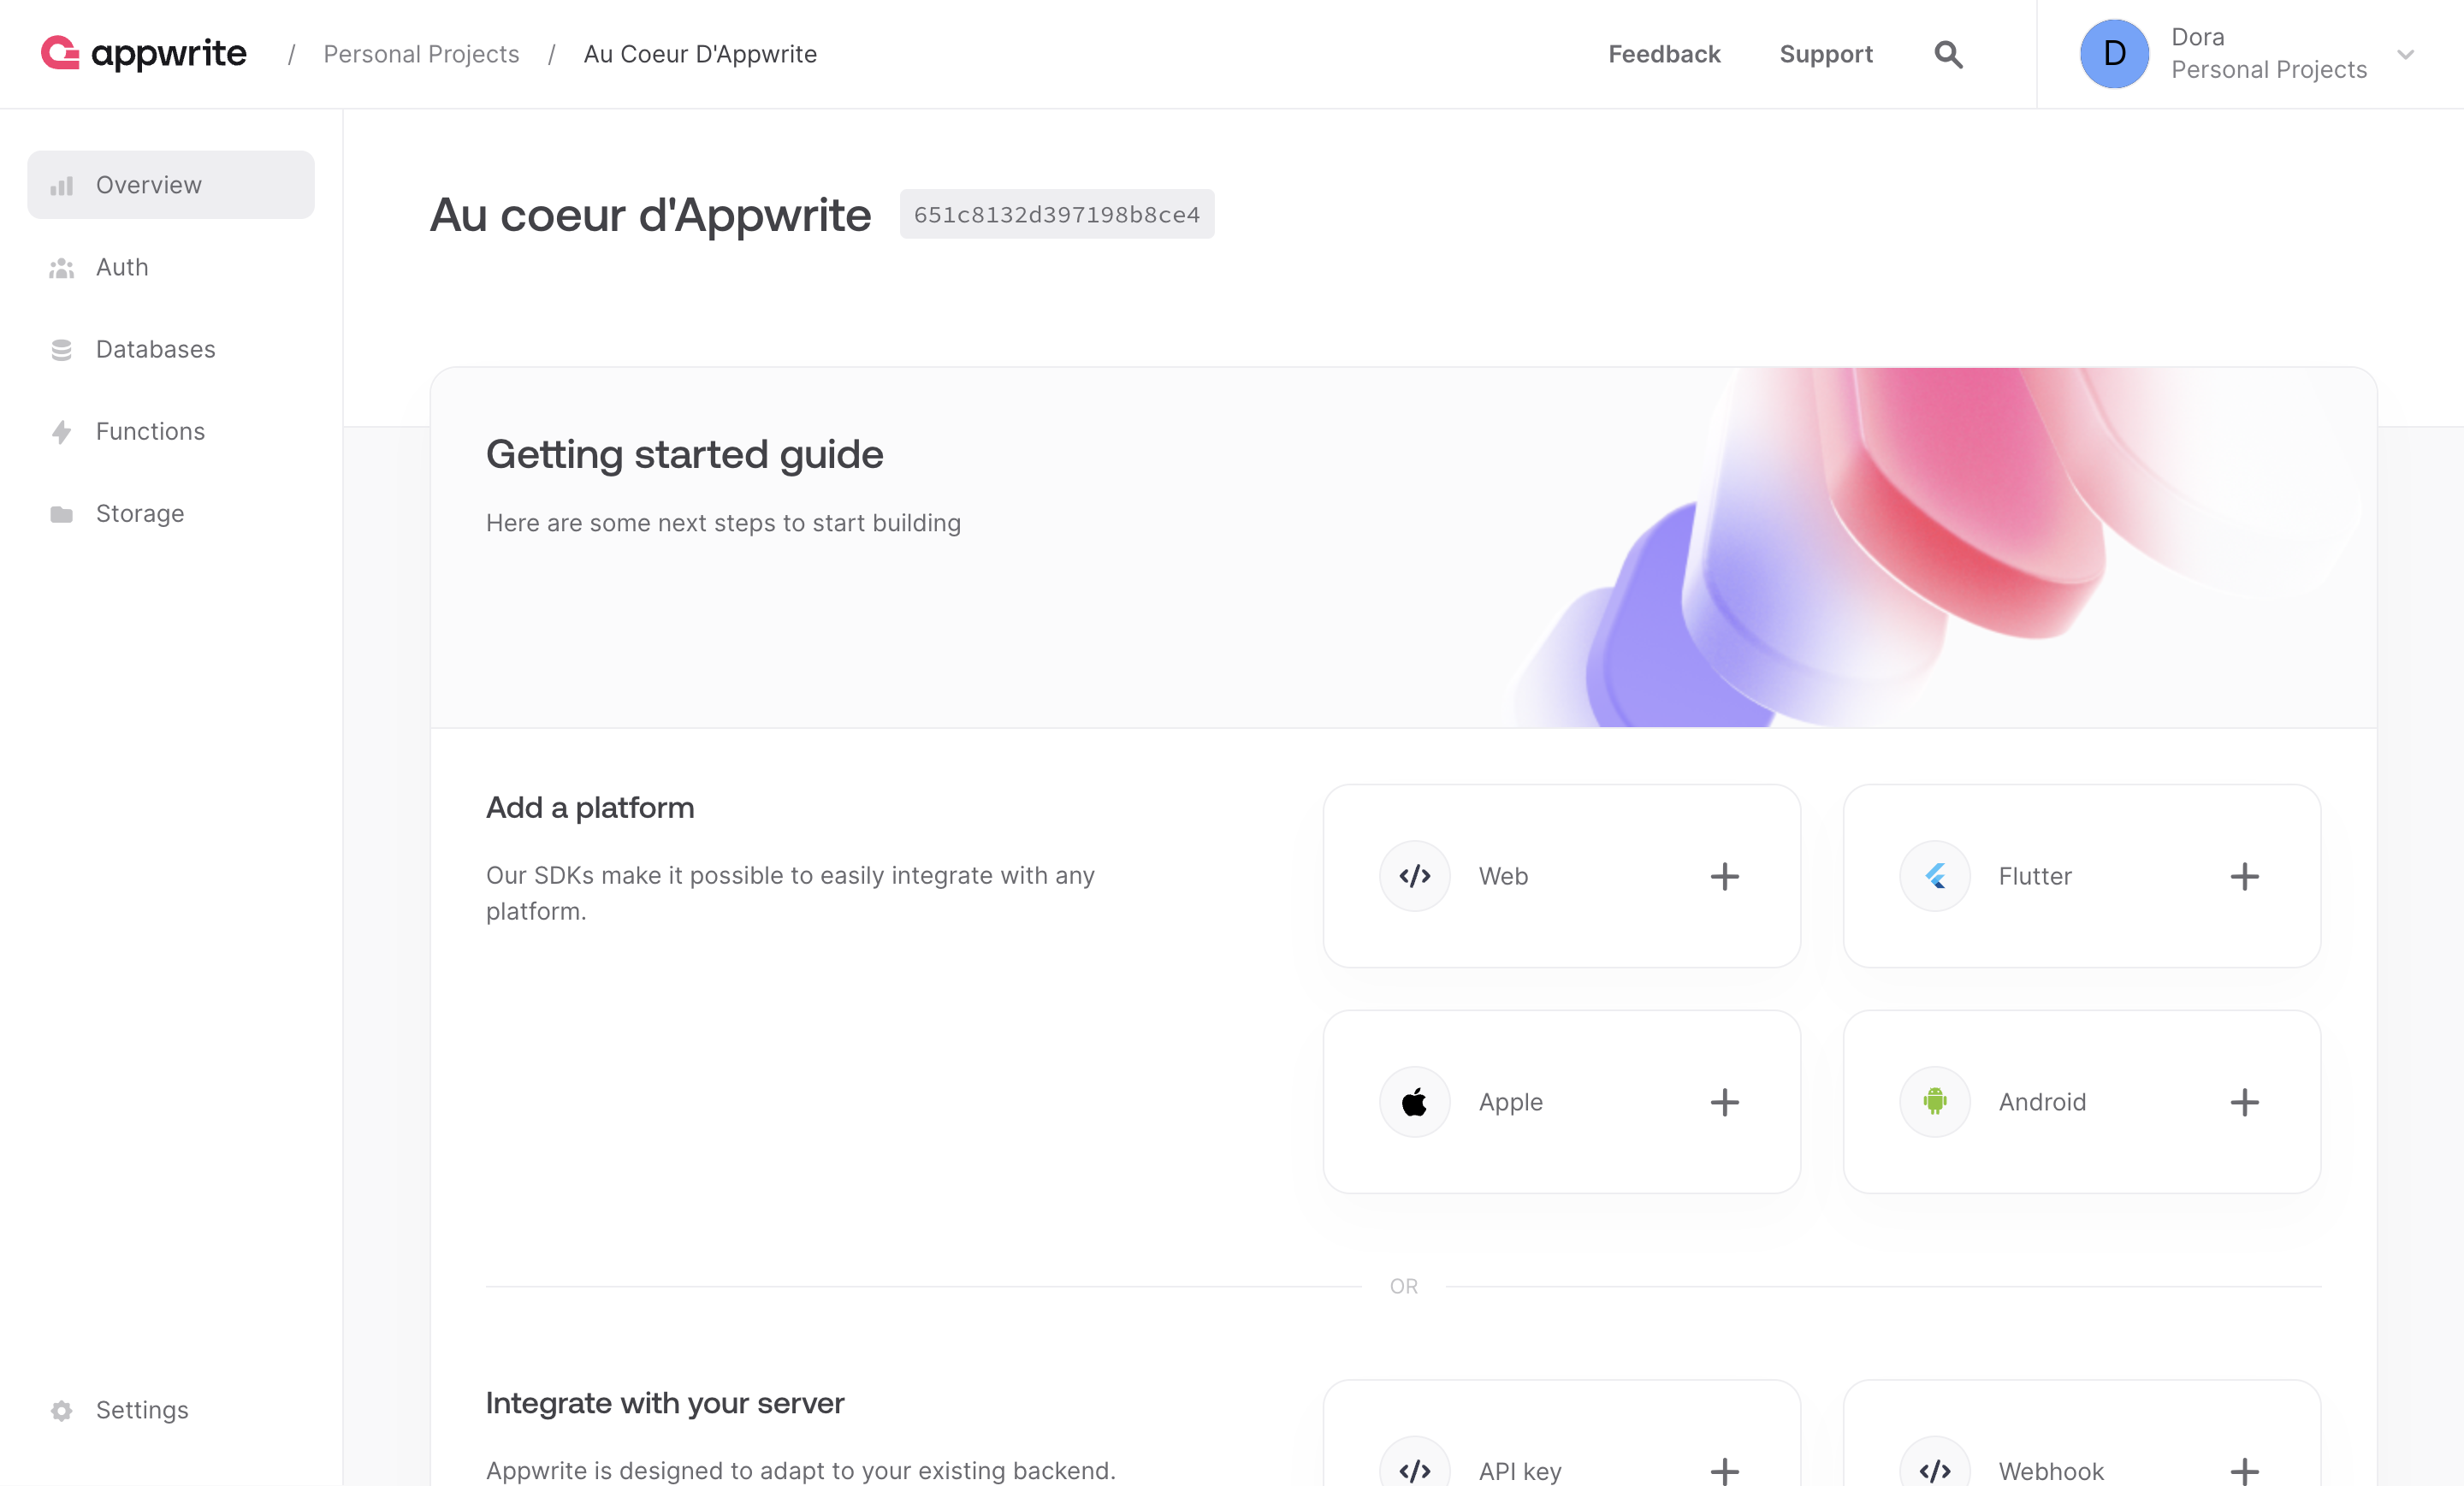 appwrite / Personal Projects / Au Coeur D'Appwrite
Feedback
Support
D
Dora
Personal Projects
Overview
Auth
Databases
Functions
Storage
Settings
Au coeur d'Appwrite
651c8132d397198b8ce4
Getting started guide
Here are some next steps to start building
Add a platform
Our SDKs make it possible to easily integrate with any
platform.
Web
Flutter
Apple
Android
OR
Integrate with your server
Appwrite is designed to adapt to your existing backend.
API key
Webhook